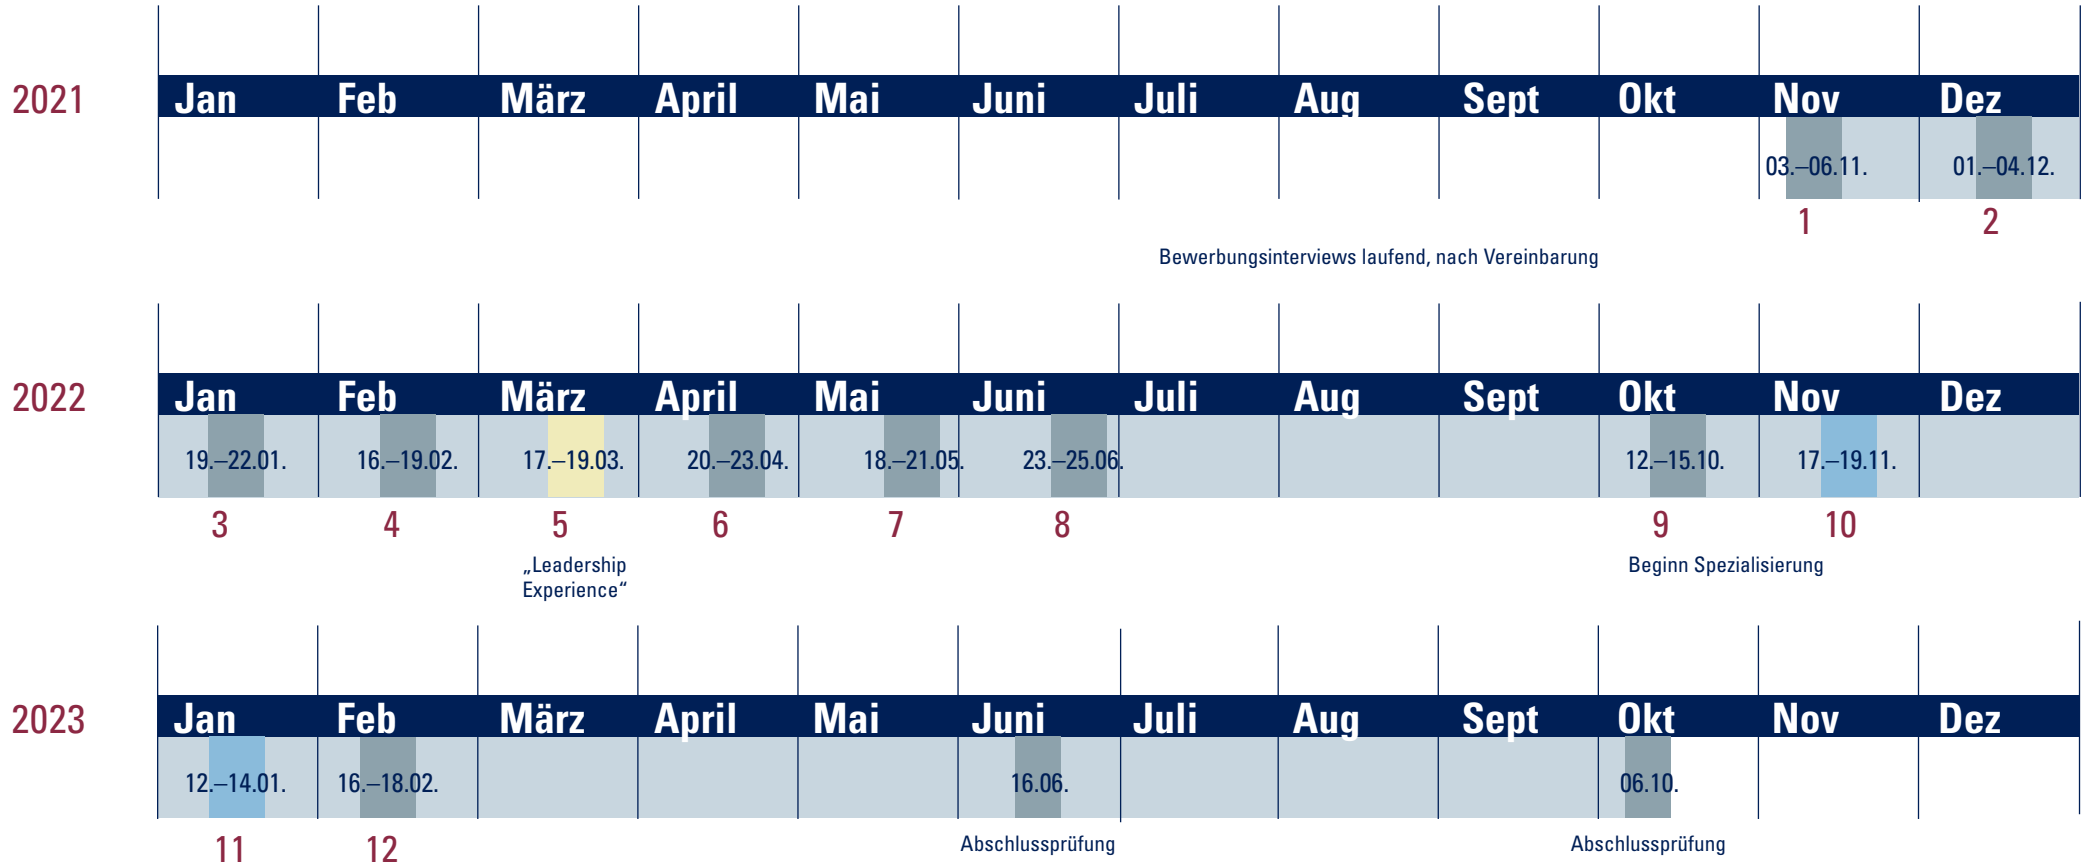 2021
Jan Feb März April Mai Juni Juli Aug Sept Okt Nov Dez
03.–06.11. 01.–04.12.
1 2
Bewerbungsinterviews laufend, nach Vereinbarung
2022
Jan Feb März April Mai Juni Juli Aug Sept Okt Nov Dez
19.–22.01. 16.–19.02. 17.–19.03. 20.–23.04. 18.–21.05. 23.–25.06. 12.–15.10. 17.–19.11.
3 4 5 6 7 8 9 10
„Leadership
Experience“
Beginn Spezialisierung
2023
Jan Feb März April Mai Juni Juli Aug Sept Okt Nov Dez
12.–14.01. 16.–18.02. 16.06. 06.10.
11 12
Abschlussprüfung Abschlussprüfung